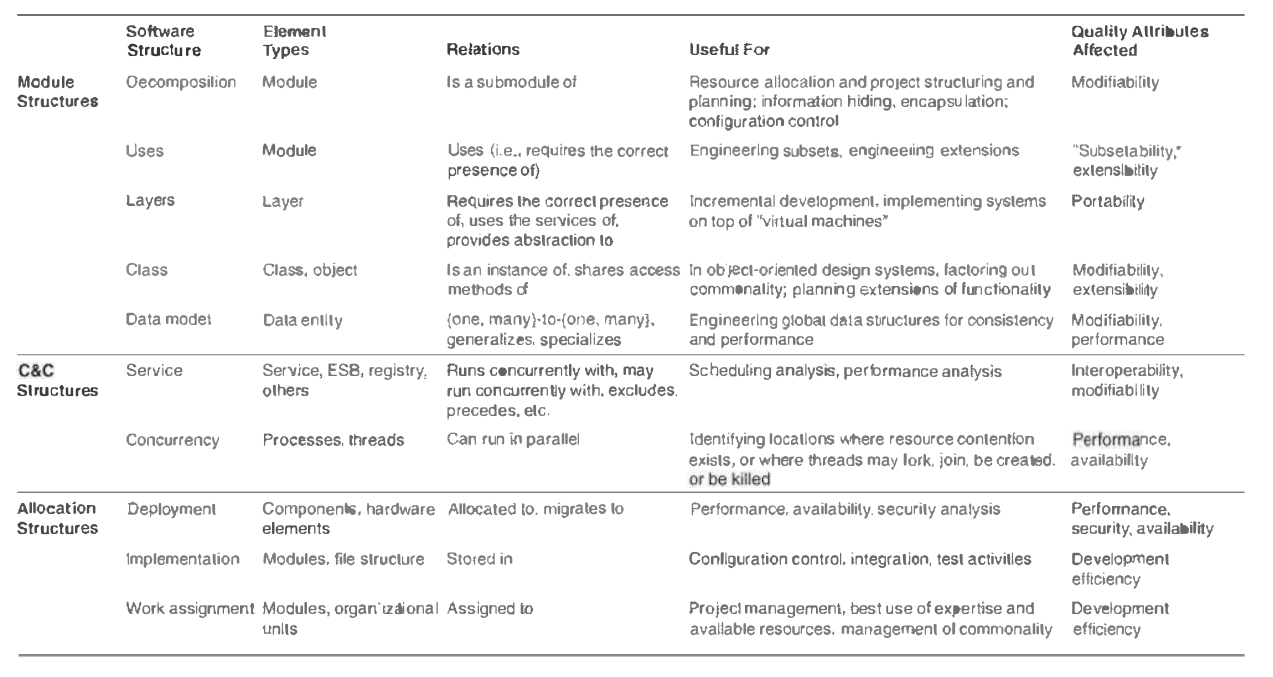 Software Structure | Element Types | Relations | Useful For | Quality Attributes Affected
Module Structures | Decomposition | Module | Is a submodule of | Resource allocation and project structuring and planning; information hiding, encapsulation; configuration control | Modifiability
Uses | Module | Uses (i.e., requires the correct presence of) | Engineering subsets, engineering extensions | "Subsetability," extensibility
Layers | Layer | Requires the correct presence of, uses the services of, provides abstraction to | Incremental development, implementing systems on top of "virtual machines" | Portability
Class | Class, object | Is an instance of, shares access methods of | In object-oriented design systems, factoring out commonality; planning extensions of functionality | Modifiability, extensibility
Data model | Data entity | {one, many}-to-{one, many}, generalizes, specializes | Engineering global data structures for consistency and performance | Modifiability, performance
C&C Structures | Service | Service, ESB, registry, others | Runs concurrently with, may run concurrently with, excludes, precedes, etc. | Scheduling analysis, performance analysis | Interoperability, modifiability
Concurrency | Processes, threads | Can run in parallel | Identifying locations where resource contention exists, or where threads may fork, join, be created, or be killed | Performance, availability
Allocation Structures | Deployment | Components, hardware elements | Allocated to, migrates to | Performance, availability, security analysis | Performance, security, availability
Implementation | Modules, file structure | Stored in | Configuration control, integration, test activities | Development efficiency
Work assignment | Modules, organizational units | Assigned to | Project management, best use of expertise and available resources, management of commonality | Development efficiency